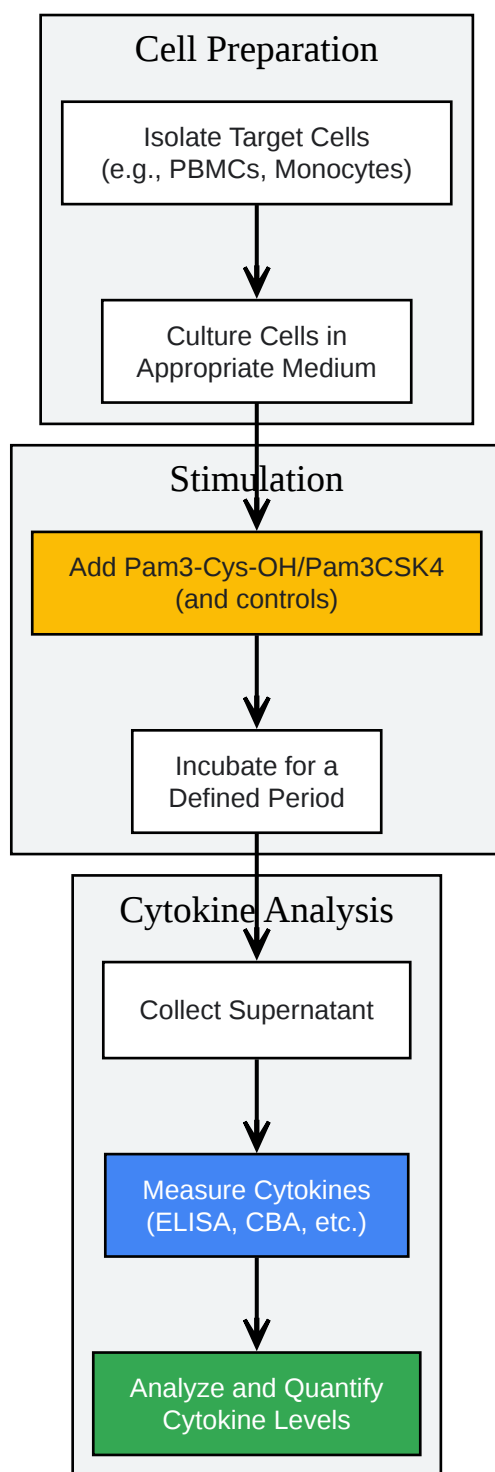 Cell Preparation
Isolate Target Cells
(e.g., PBMCs, Monocytes)
Culture Cells in
Appropriate Medium
Stimulation
Add Pam3-Cys-OH/Pam3CSK4
(and controls)
Incubate for a
Defined Period
Cytokine Analysis
Collect Supernatant
Measure Cytokines
(ELISA, CBA, etc.)
Analyze and Quantify
Cytokine Levels